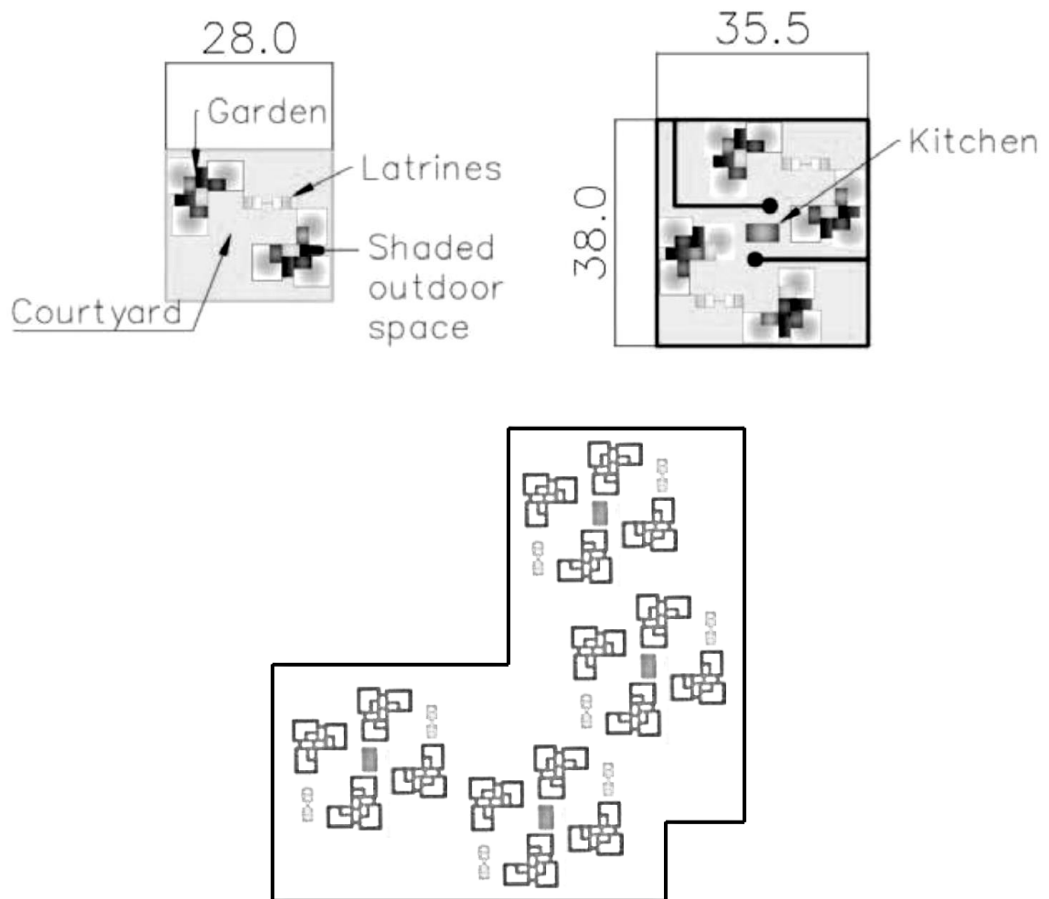 28.0
Garden
Latrines
Shaded
outdoor
space
Courtyard
35.5
Kitchen
38.0